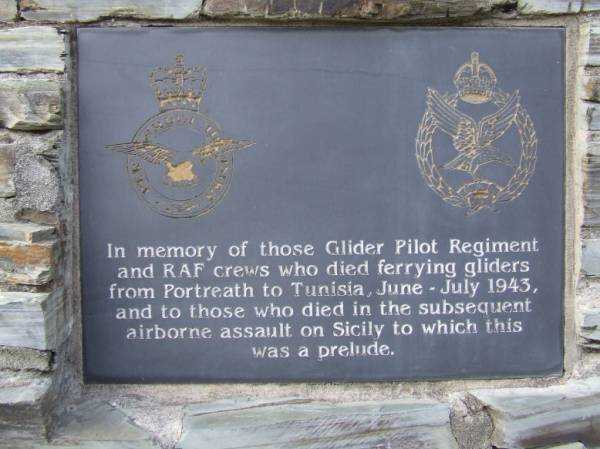 In memory of those Glider Pilot Regiment
and RAF crews who died ferrying gliders
from Portreath to Tunisia, June - July 1943,
and to those who died in the subsequent
airborne assault on Sicily to which this
was a prelude.